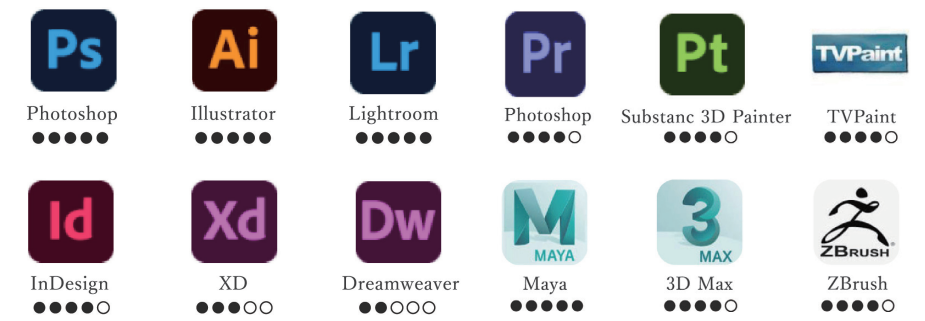 Ps Ai Lr Pr Pt TVPaint
Photoshop Illustrator Lightroom Photoshop Substanc 3D Painter TVPaint
Id Xd Dw M MAYA 3 MAX ZBRUSH®
InDesign XD Dreamweaver Maya 3D Max ZBrush